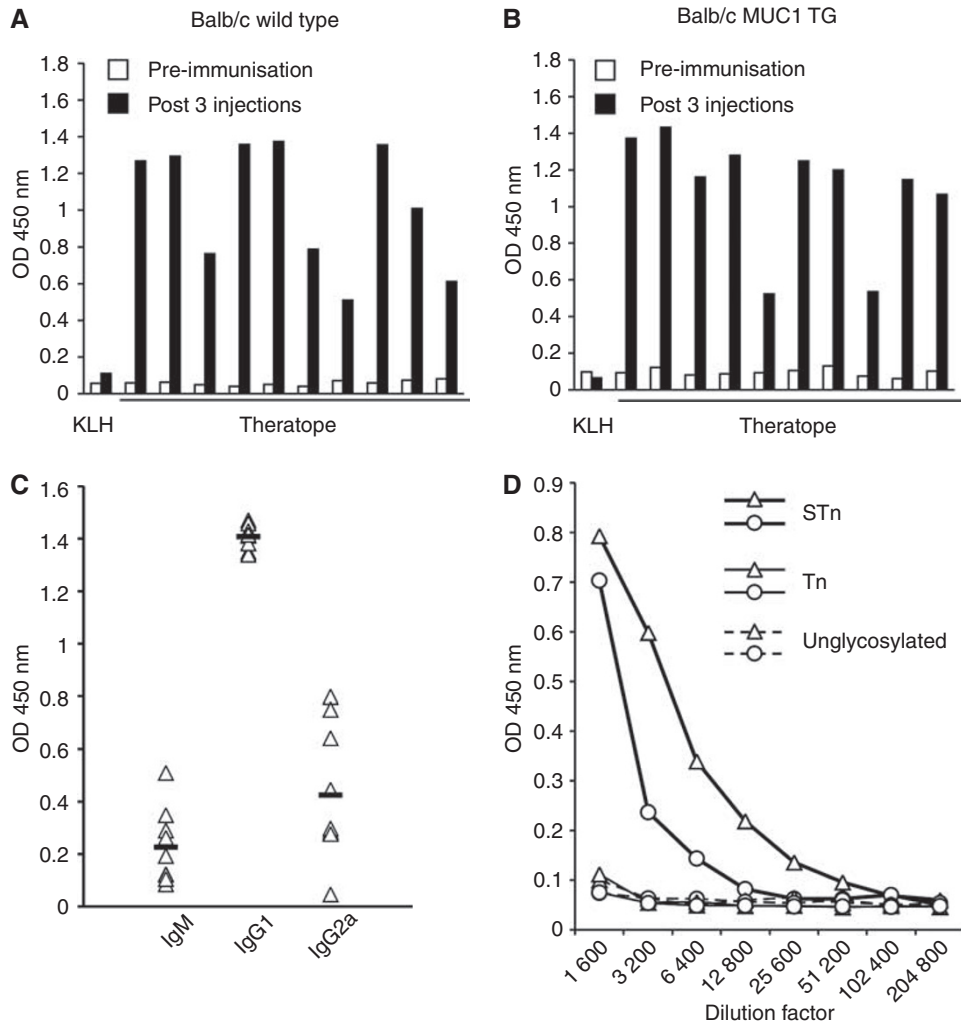 A
Balb/c wild type
1.8
1.6
1.4
1.2
1
0.8
0.6
0.4
0.2
0
OD 450 nm
Pre-immunisation
Post 3 injections
KLH
Theratope
B
Balb/c MUC1 TG
1.8
1.6
1.4
1.2
1
0.8
0.6
0.4
0.2
0
OD 450 nm
Pre-immunisation
Post 3 injections
KLH
Theratope
C
1.6
1.4
1.2
1
0.8
0.6
0.4
0.2
0
OD 450 nm
IgM
IgG1
IgG2a
D
0.9
0.8
0.7
0.6
0.5
0.4
0.3
0.2
0.1
0
OD 450 nm
STn
Tn
Unglycosylated
1 600
3 200
6 400
12 800
25 600
51 200
102 400
204 800
Dilution factor